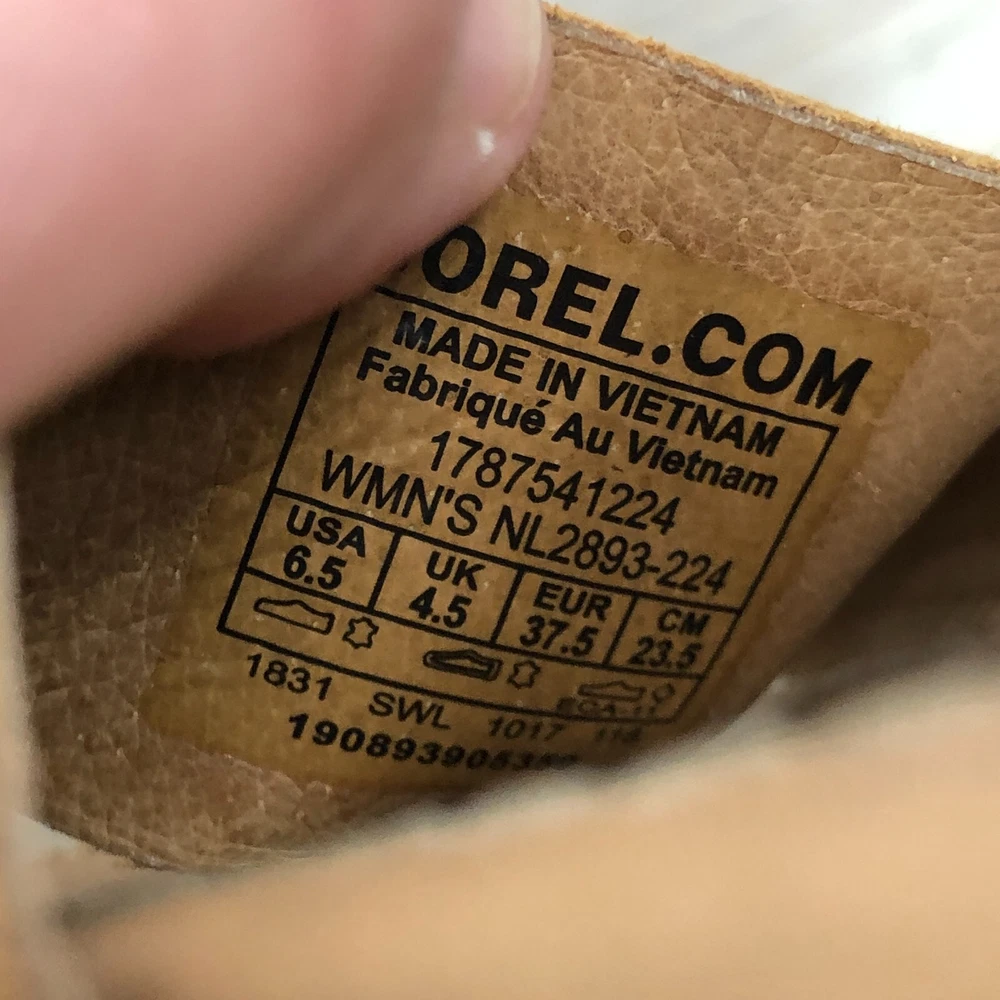 OREL.COM
MADE IN VIETNAM
Fabriqué Au Vietnam
1787541224
WMN'S NL2893-224
USA UK EUR CM
6.5 4.5 37.5 23.5
1831 SWL 1017